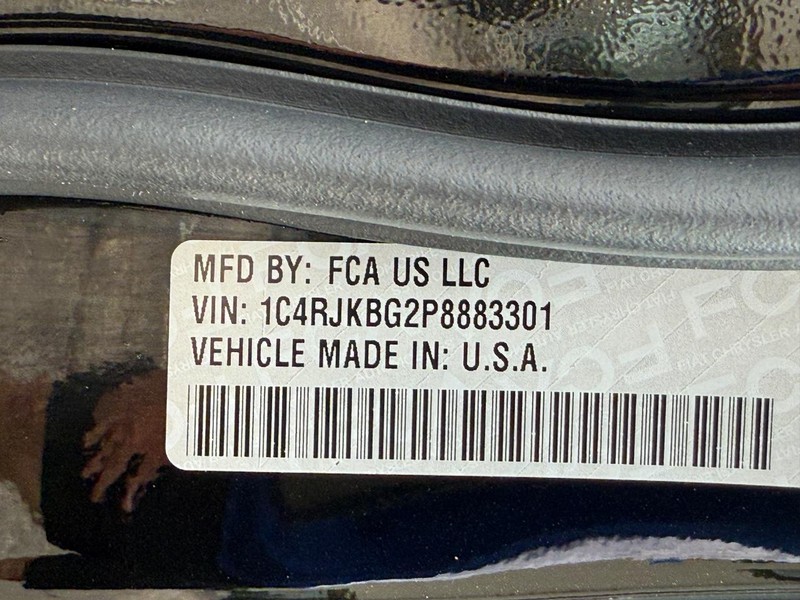 MFD BY: FCA US LLC
VIN: 1C4RJKBG2P8883301
VEHICLE MADE IN: U.S.A.